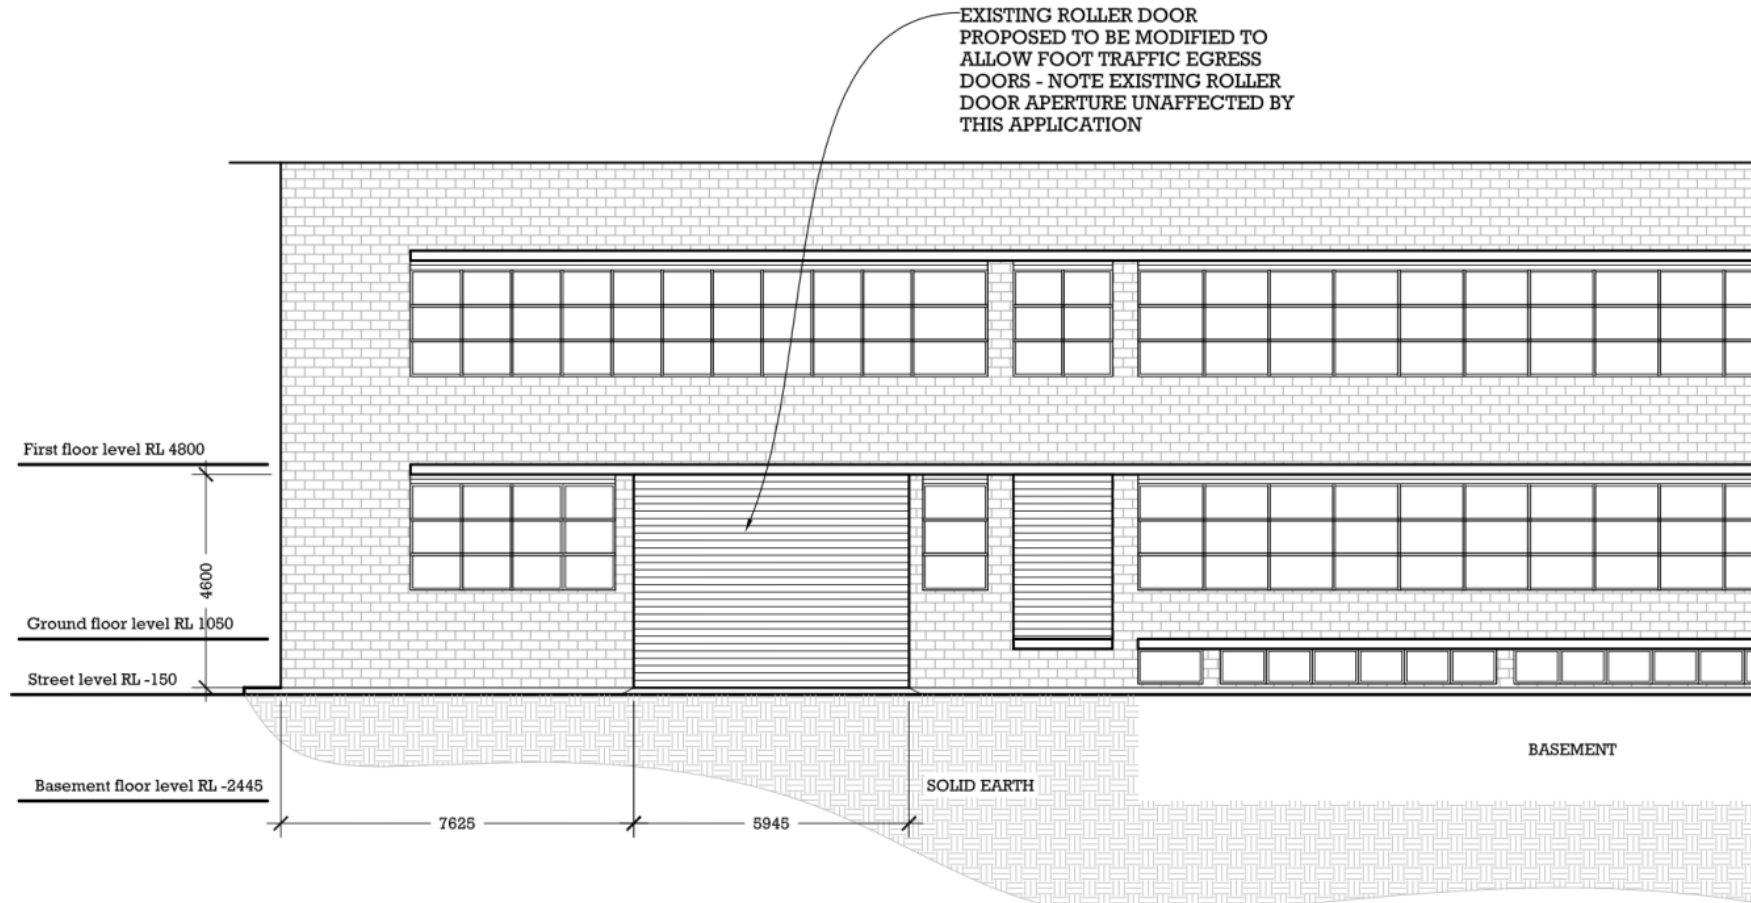 EXISTING ROLLER DOOR
PROPOSED TO BE MODIFIED TO
ALLOW FOOT TRAFFIC EGRESS
DOORS - NOTE EXISTING ROLLER
DOOR APERTURE UNAFFECTED BY
THIS APPLICATION
First floor level RL 4800
4600
Ground floor level RL 1050
Street level RL -150
BASEMENT
Basement floor level RL -2445
SOLID EARTH
7625
5945